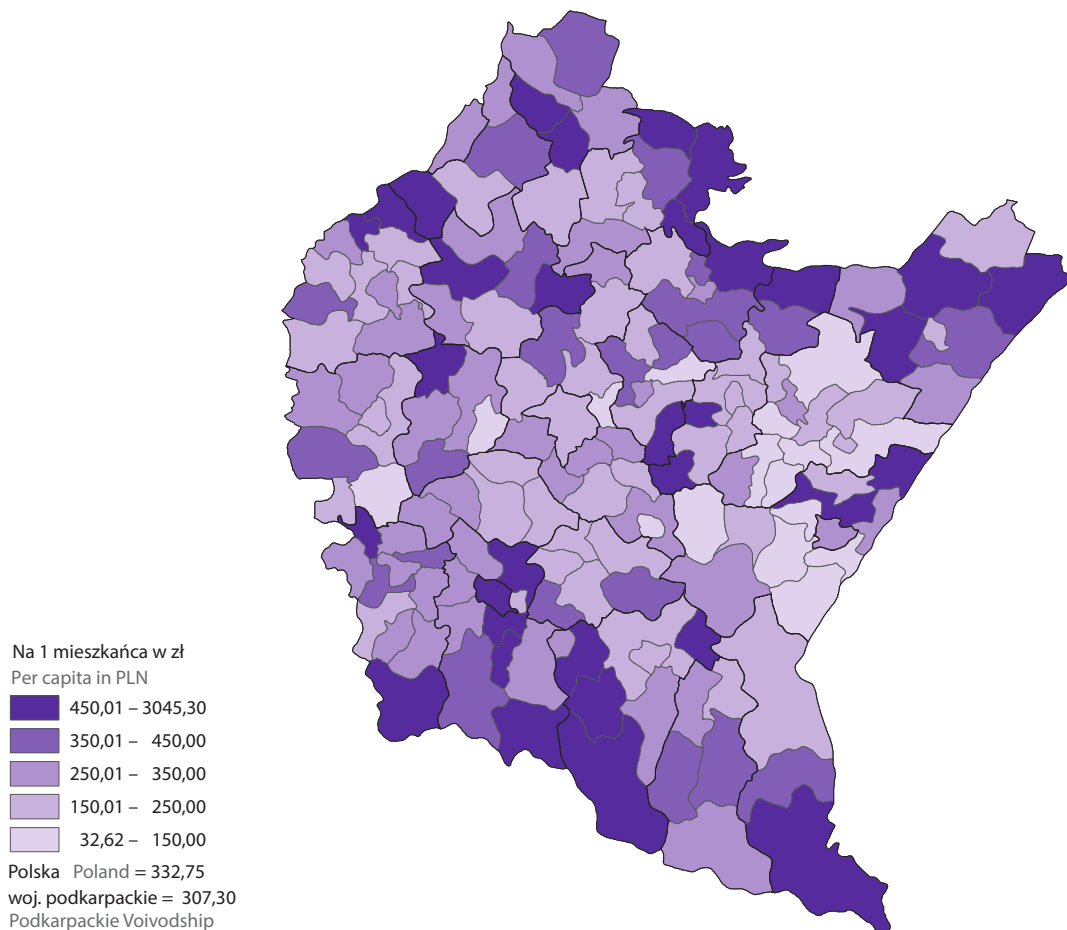 Na 1 mieszkańca w zł
Per capita in PLN
450,01 – 3045,30
350,01 – 450,00
250,01 – 350,00
150,01 – 250,00
32,62 – 150,00
Polska Poland = 332,75
woj. podkarpackie = 307,30
Podkarpackie Voivodship